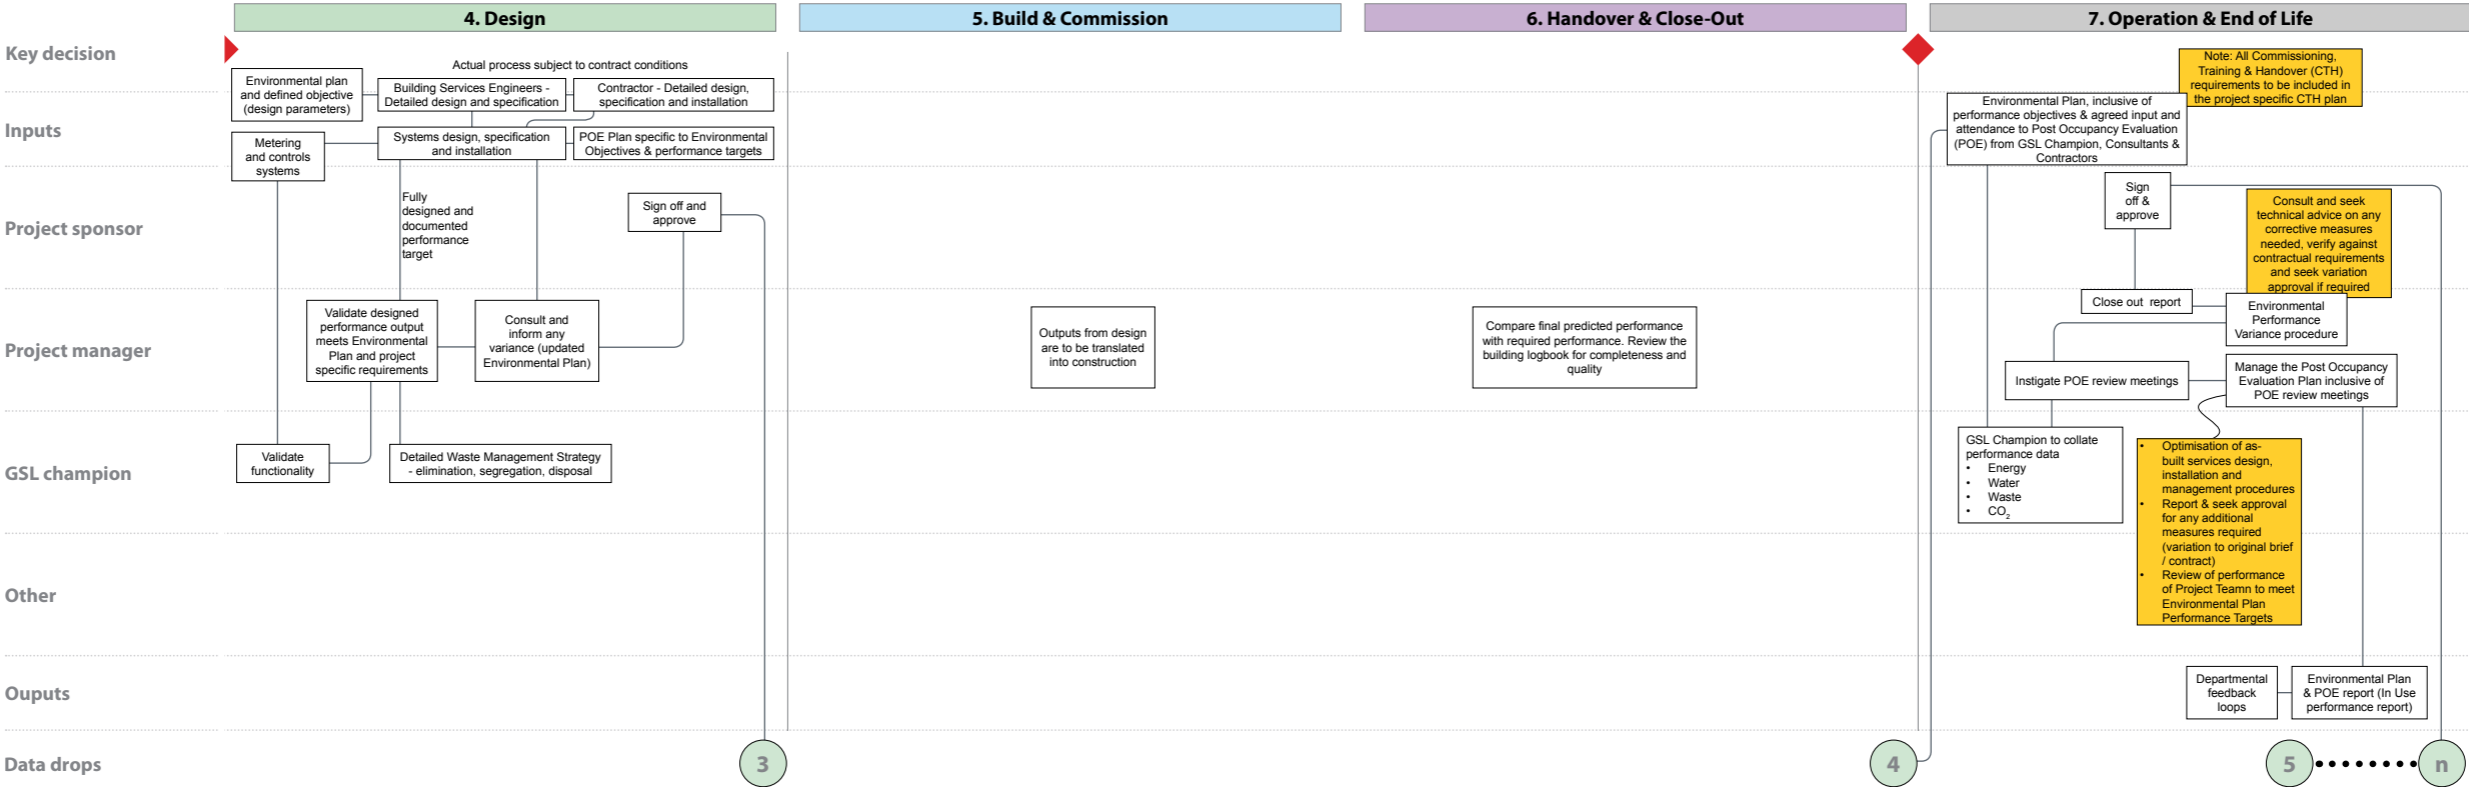 4. Design
5. Build & Commission
6. Handover & Close-Out
7. Operation & End of Life
Key decision
Inputs
Project sponsor
Project manager
GSL champion
Other
Ouputs
Data drops
Actual process subject to contract conditions
Environmental plan
and defined objective
(design parameters)
Building Services Engineers -
Detailed design and specification
Contractor - Detailed design,
specification and installation
Metering
and controls
systems
Systems design, specification
and installation
POE Plan specific to Environmental
Objectives & performance targets
Fully
designed and
documented
performance
target
Sign off and
approve
Validate designed
performance output
meets Environmental
Plan and project
specific requirements
Consult and
inform any
variance (updated
Environmental Plan)
Validate
functionality
Detailed Waste Management Strategy
- elimination, segregation, disposal
3
Outputs from design
are to be translated
into construction
Compare final predicted performance
with required performance. Review the
building logbook for completeness and
quality
4
Note: All Commissioning,
Training & Handover (CTH)
requirements to be included in
the project specific CTH plan
Environmental Plan, inclusive of
performance objectives & agreed input and
attendance to Post Occupancy Evaluation
(POE) from GSL Champion, Consultants &
Contractors
Sign
off &
approve
Consult and seek
technical advice on any
corrective measures
needed, verify against
contractual requirements
and seek variation
approval if required
Close out report
Environmental
Performance
Variance procedure
Instigate POE review meetings
Manage the Post Occupancy
Evaluation Plan inclusive of
POE review meetings
GSL Champion to collate
performance data
• Energy
• Water
• Waste
• CO₂
• Optimisation of as-
built services design,
installation and
management procedures
• Report & seek approval
for any additional
measures required
(variation to original brief
/ contract)
• Review of performance
of Project Teamn to meet
Environmental Plan
Performance Targets
Departmental
feedback
loops
Environmental Plan
& POE report (In Use
performance report)
5
n